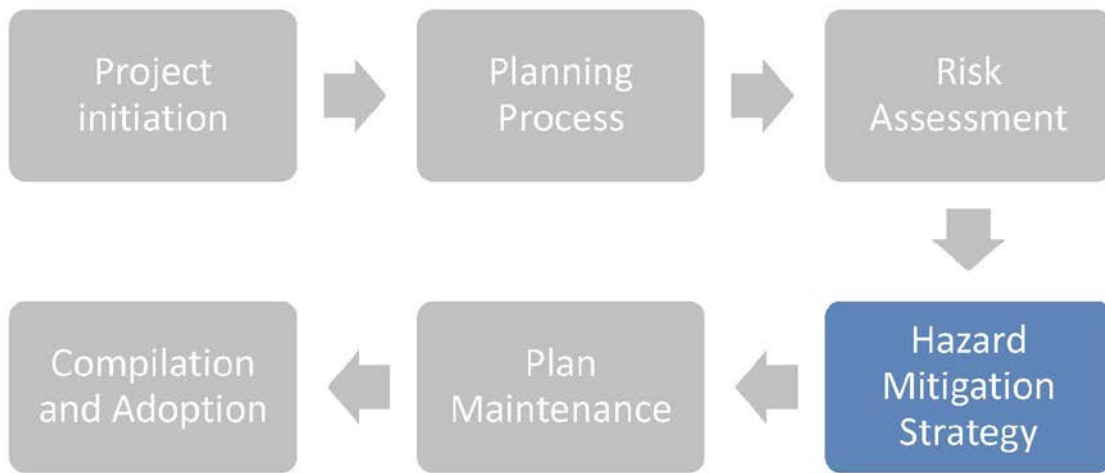 Project
initiation
Planning
Process
Risk
Assessment
Hazard
Mitigation
Strategy
Plan
Maintenance
Compilation
and Adoption